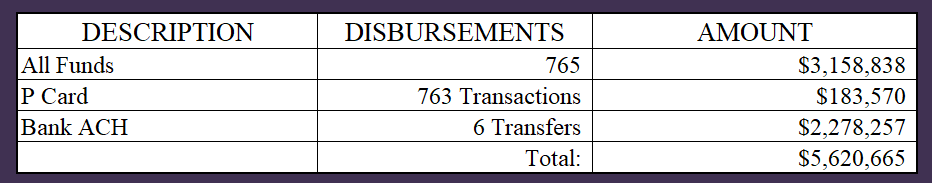 DESCRIPTION DISBURSEMENTS AMOUNT
All Funds 765 $3,158,838
P Card 763 Transactions $183,570
Bank ACH 6 Transfers $2,278,257
Total: $5,620,665